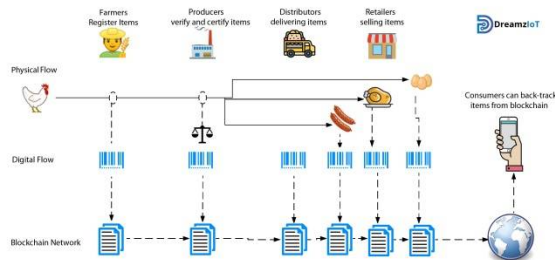 Farmers
Register Items
Producers
verify and certify items
Distributors
delivering items
Retailers
selling items
DreamzIoT
Physical Flow
Consumers can back-track
items from blockchain
Digital Flow
Blockchain Network